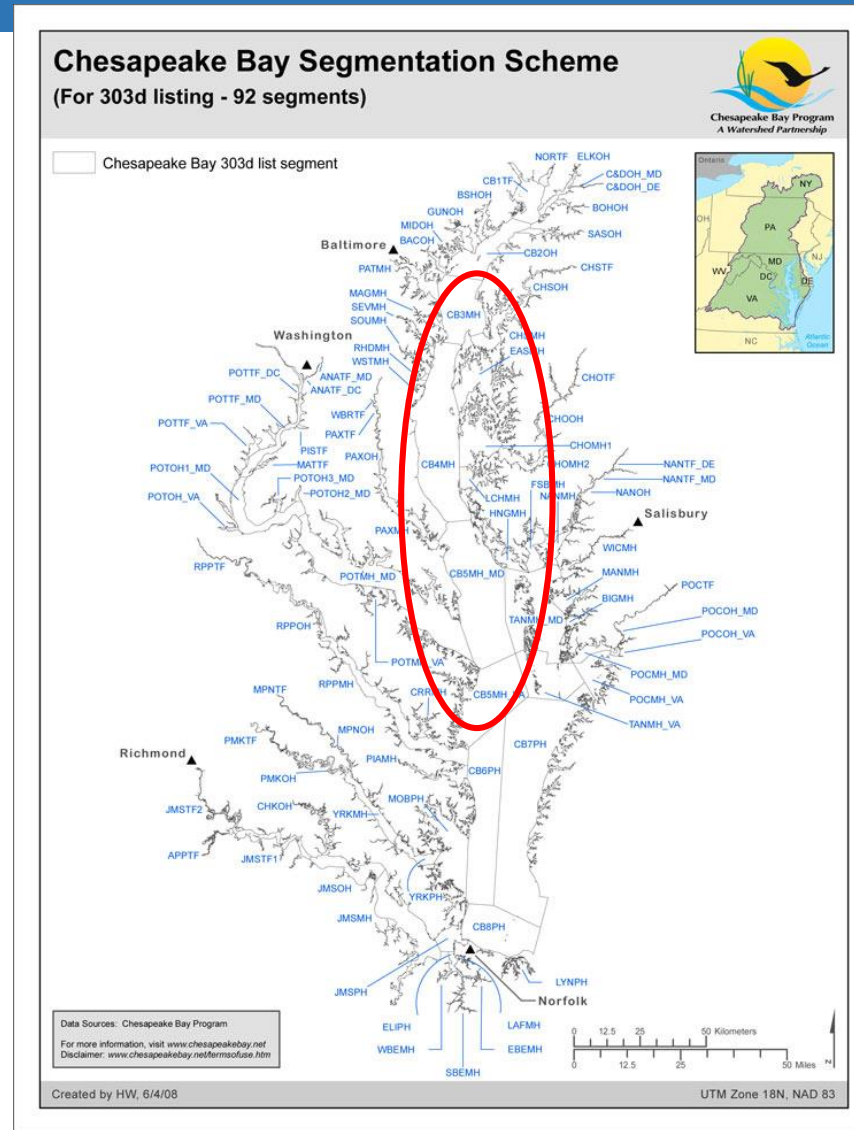 Chesapeake Bay Segmentation Scheme
(For 303d listing - 92 segments)
Chesapeake Bay Program
A Watershed Partnership
Chesapeake Bay 303d list segment
Ontario
NY
OH
PA
NJ
MD
WV
DC
DE
VA
NC
Atlantic
Ocean
NORTF
ELKOH
CB1TF
C&DOH_MD
C&DOH_DE
BSHOH
BOHOH
GUNOH
MIDOH
SASOH
Baltimore
BACOH
CB2OH
PATMH
CHSTF
CHSOH
MAGMH
SEVMH
CB3MH
SOUMH
Washington
RHDMH
WSTMH
POTTF_DC
ANATF_MD
ANATF_DC
CHOTF
POTTF_MD
WBRTF
POTTF_VA
PAXTF
CHOOH
PISTF
CHOMH1
MATTF
PAXOH
CB4MH
NANTF_DE
POTOH1_MD
POTOH3_MD
NANTF_MD
POTOH_VA
POTOH2_MD
LCHMH
NANOH
HNGMH
Salisbury
PAXMH
WICMH
RPPTF
POTMH_MD
CB5MH_MD
MANMH
POCTF
BIGMH
RPPOH
POCOH_MD
POCOH_VA
POCMH_MD
RPPMH
POCMH_VA
MPNTF
TANMH_VA
MPNOH
CB7PH
PMKTF
Richmond
PIAMH
CB6PH
PMKOH
MOBPH
JMSTF2
CHKOH
YRKMH
APPTF
JMSTF1
JMSOH
YRKPH
JMSMH
CB8PH
JMSPH
LYNPH
Norfolk
ELIPH
LAFMH
WBEMH
EBEMH
SBEMH
Data Sources: Chesapeake Bay Program
For more information, visit www.chesapeakebay.net
Disclaimer: www.chesapeakebay.net/termsofuse.htm
0 12.5 25 50 Kilometers
0 12.5 25 50 Miles
N
Created by HW, 6/4/08
UTM Zone 18N, NAD 83